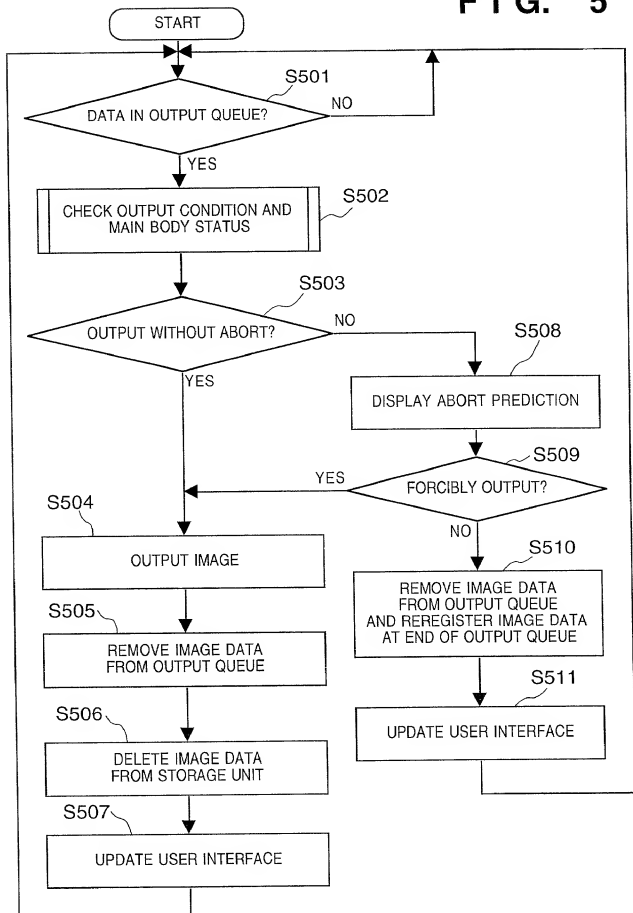 FIG. 5
START
S501
DATA IN OUTPUT QUEUE?
NO
YES
S502
CHECK OUTPUT CONDITION AND
MAIN BODY STATUS
S503
OUTPUT WITHOUT ABORT?
NO
YES
S508
DISPLAY ABORT PREDICTION
S509
FORCIBLY OUTPUT?
YES
NO
S504
OUTPUT IMAGE
S510
REMOVE IMAGE DATA
FROM OUTPUT QUEUE
AND REREGISTER IMAGE DATA
AT END OF OUTPUT QUEUE
S505
REMOVE IMAGE DATA
FROM OUTPUT QUEUE
S511
UPDATE USER INTERFACE
S506
DELETE IMAGE DATA
FROM STORAGE UNIT
S507
UPDATE USER INTERFACE